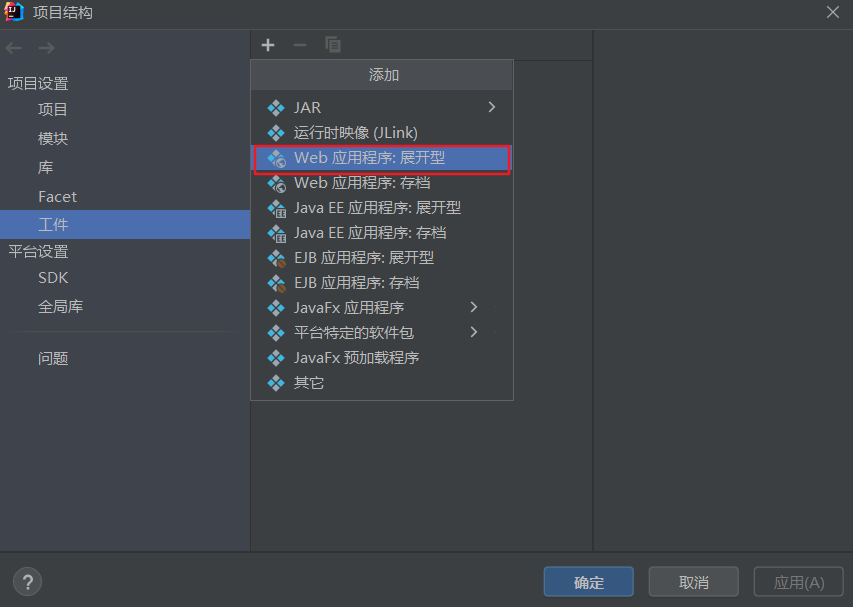 项目结构
项目设置
项目
模块
库
Facet
工件
平台设置
SDK
全局库
问题
添加
JAR
运行时映像 (JLink)
Web 应用程序: 展开型
Web 应用程序: 存档
Java EE 应用程序: 展开型
Java EE 应用程序: 存档
EJB 应用程序: 展开型
EJB 应用程序: 存档
JavaFx 应用程序
平台特定的软件包
JavaFx 预加载程序
其它
?
确定
取消
应用(A)